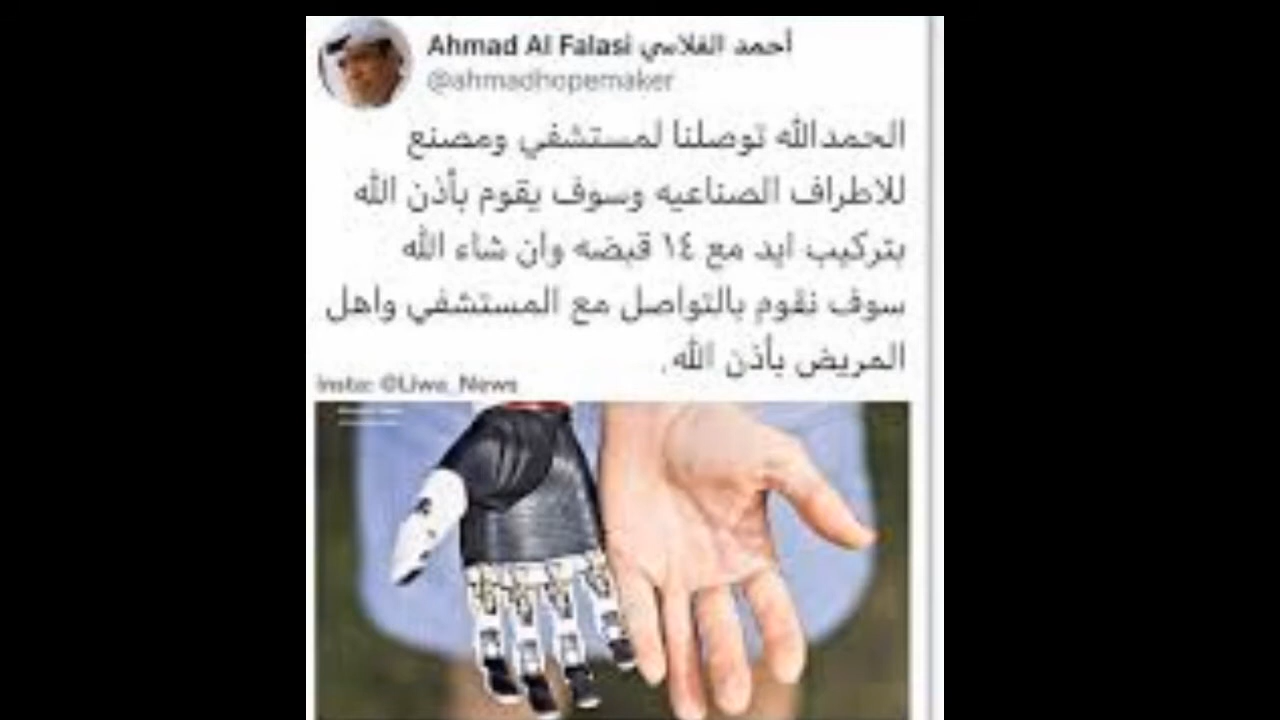 Ahmad Al Falasi أحمد الفلاسي
@ahmadhopemaker
الحمدالله توصلنا لمستشفي ومصنع
للاطراف الصناعيه وسوف يقوم بأذن الله
بتركيب ايد مع ١٤ قبضه وان شاء الله
سوف نقوم بالتواصل مع المستشفي واهل
المريض بأذن الله.
Insta: @Liwa_News